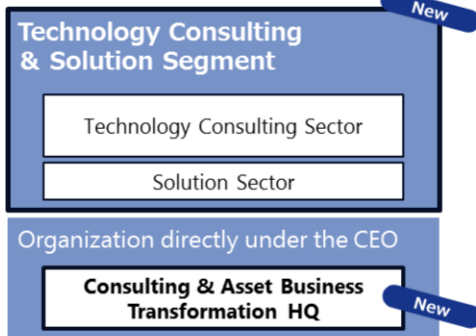 New
Technology Consulting
& Solution Segment
Technology Consulting Sector
Solution Sector
Organization directly under the CEO
Consulting & Asset Business
Transformation HQ
New